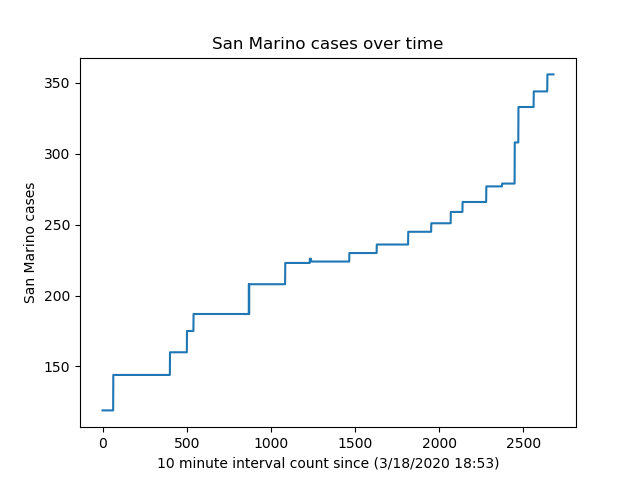 San Marino cases over time
350
300
250
200
150
San Marino cases
0 500 1000 1500 2000 2500
10 minute interval count since (3/18/2020 18:53)